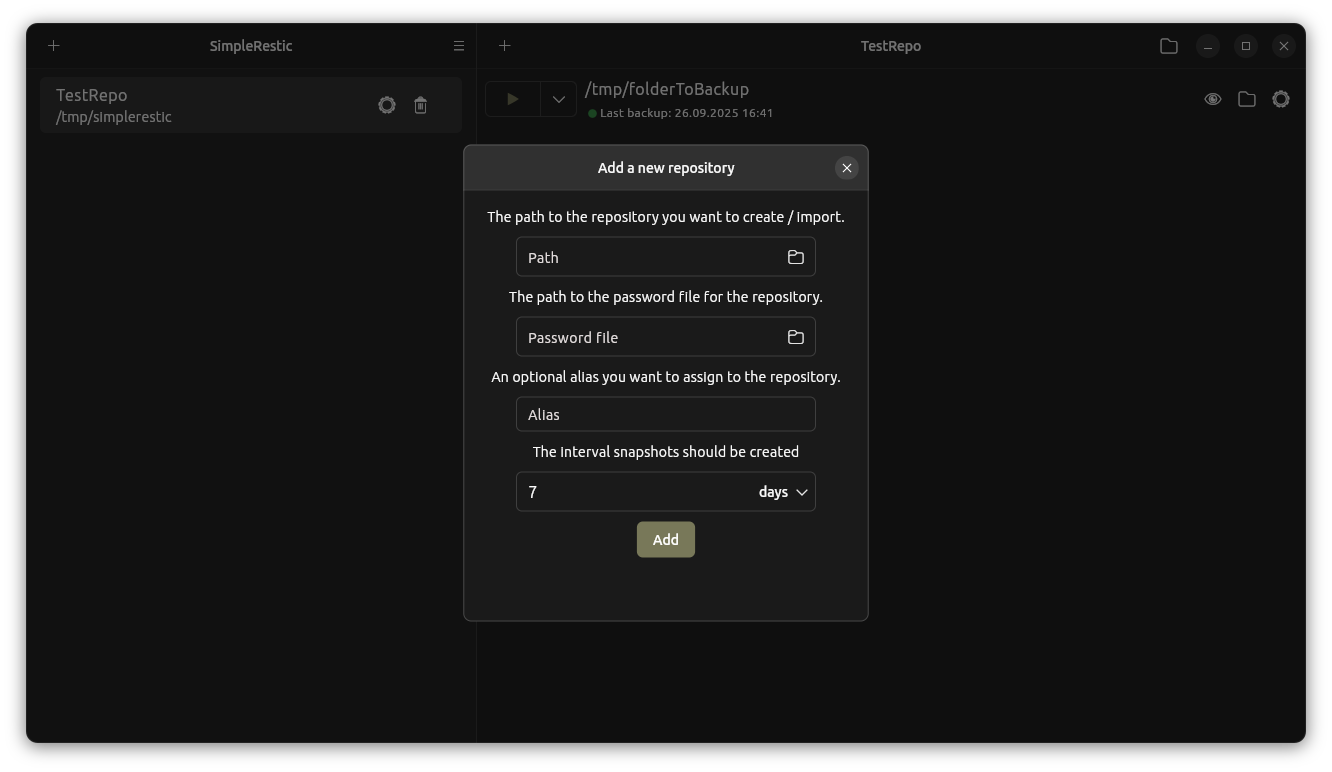 SimpleRestic
TestRepo
TestRepo
/tmp/simplerestic
/tmp/folderToBackup
Last backup: 26.09.2025 16:41
Add a new repository
The path to the repository you want to create / import.
Path
The path to the password file for the repository.
Password file
An optional alias you want to assign to the repository.
Alias
The Interval snapshots should be created
7 days
Add